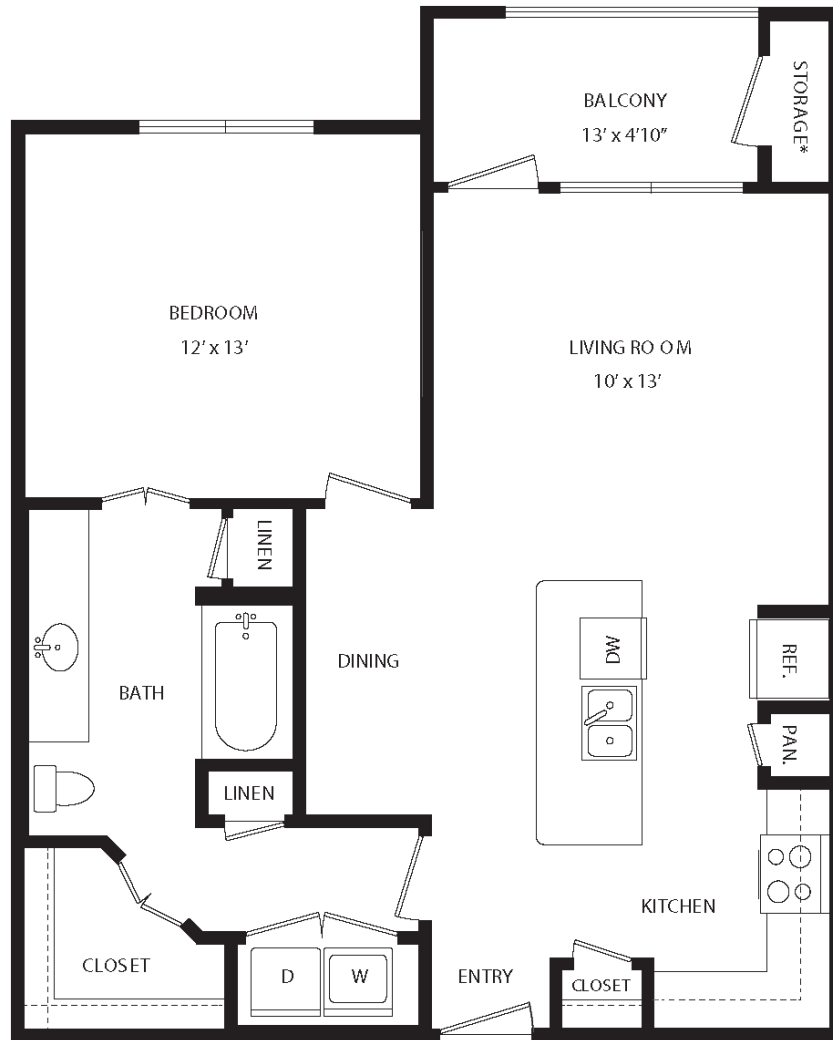 STORAGE*
BALCONY
13' x 4'10"
BEDROOM
12' x 13'
LIVING RO O M
10' x 13'
LINEN
DINING
DW
REF.
BATH
PAN.
LINEN
KITCHEN
CLOSET
D
W
ENTRY
CLOSET